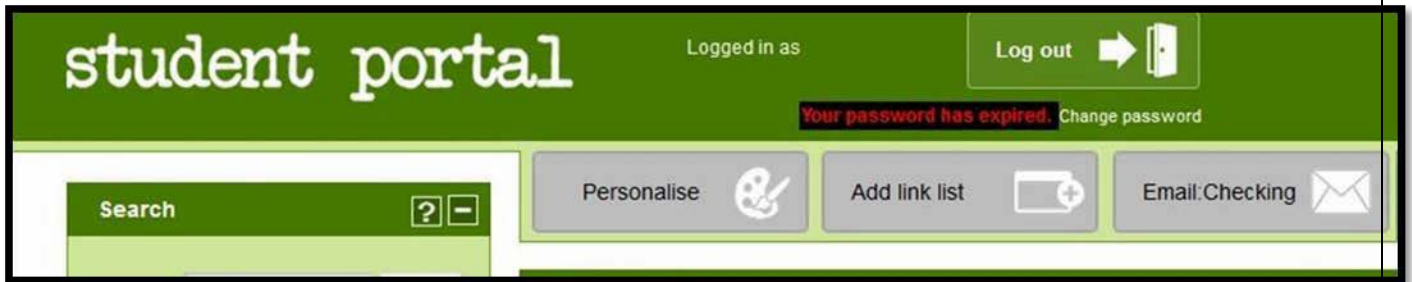 student portal
Logged in as
Log out
Your password has expired. Change password
Personalise
Add link list
Email:Checking
Search
?